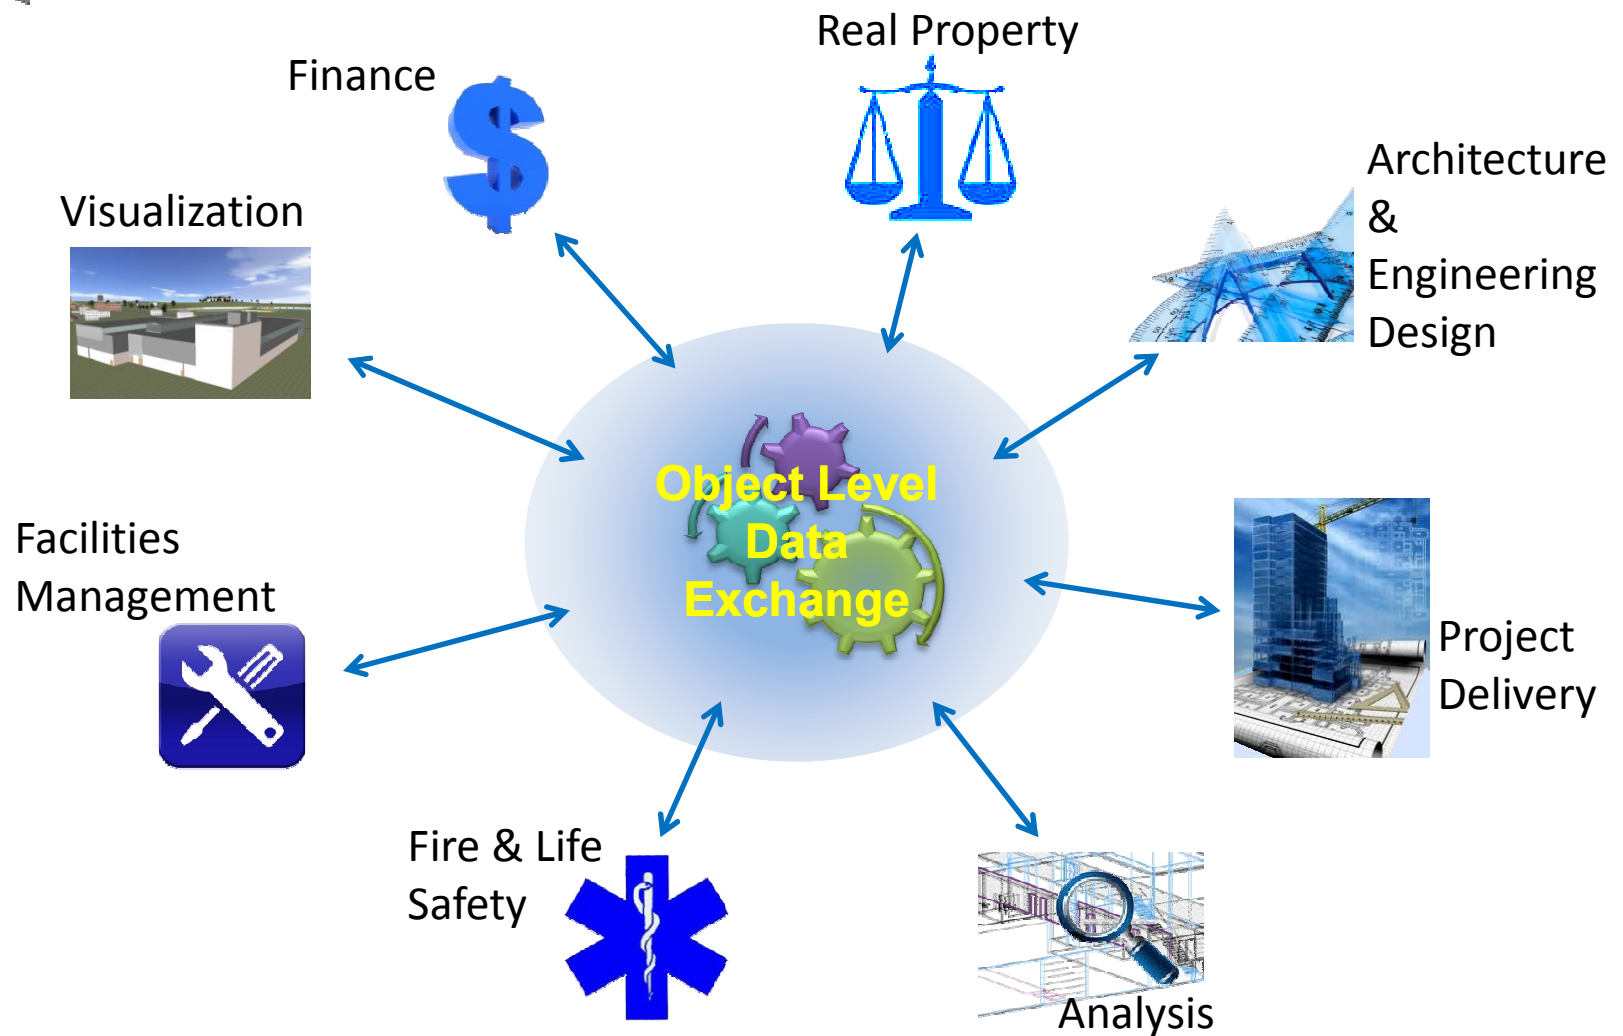 Real Property
Finance
Architecture
&
Engineering
Design
Visualization
Object Level
Data
Exchange
Facilities
Management
Project
Delivery
Fire & Life
Safety
Analysis